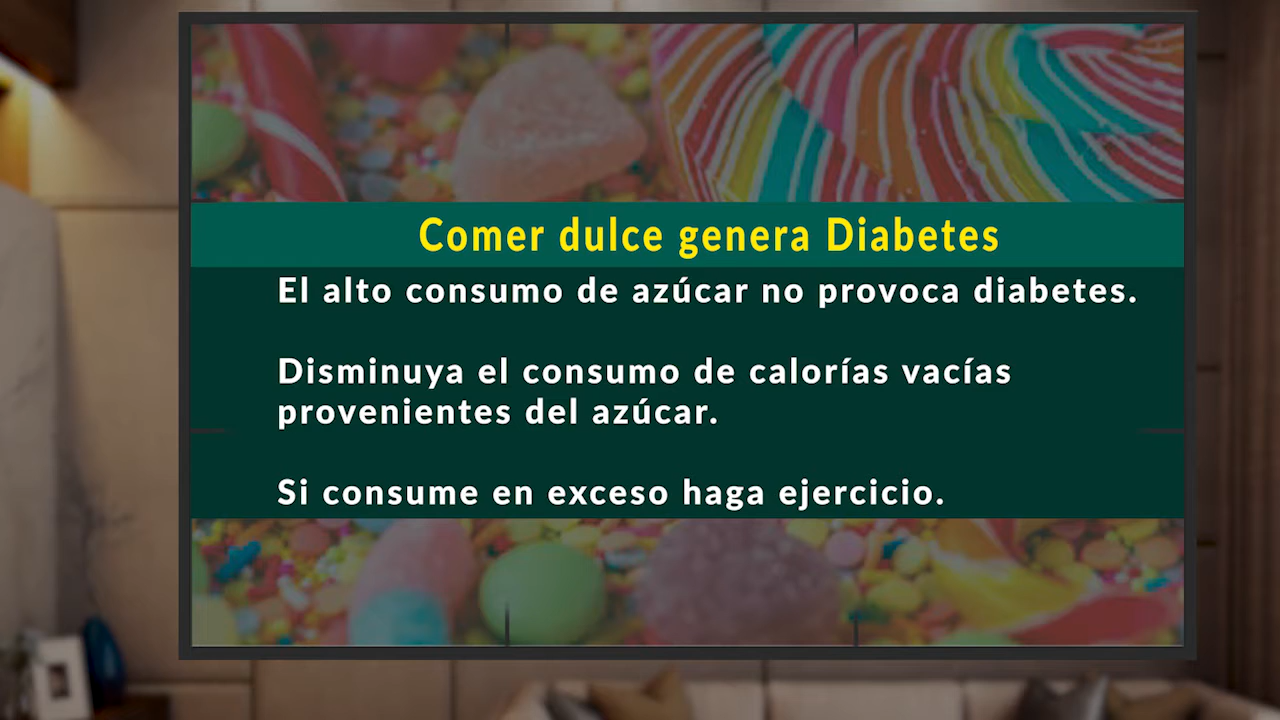 Comer dulce genera Diabetes
El alto consumo de azúcar no provoca diabetes.
Disminuya el consumo de calorías vacías
provenientes del azúcar.
Si consume en exceso haga ejercicio.